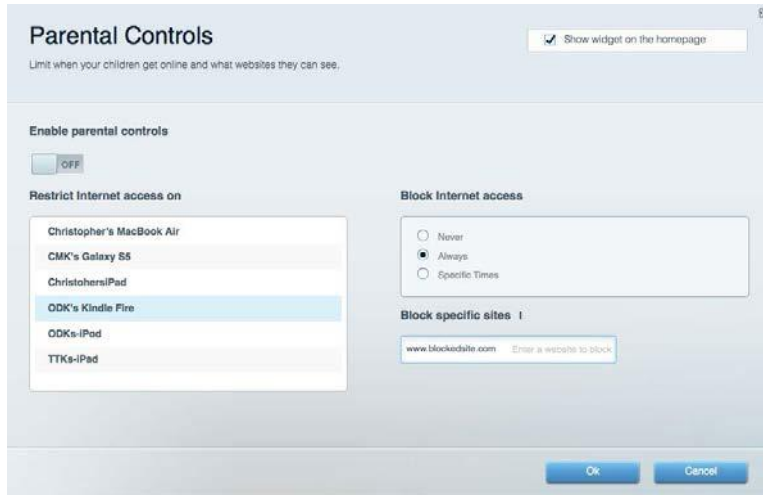 Parental Controls
Show widget on the homepage
Limit when your children get online and what websites they can see.
Enable parental controls
OFF
Restrict Internet access on
Christopher's MacBook Air
CMK's Galaxy S5
ChristohersiPad
ODK's Kindle Fire
ODKs-iPod
TTKs-iPad
Block Internet access
Never
Always
Specific Times
Block specific sites
www.blockedsite.com Enter a website to block
Ok Cancel